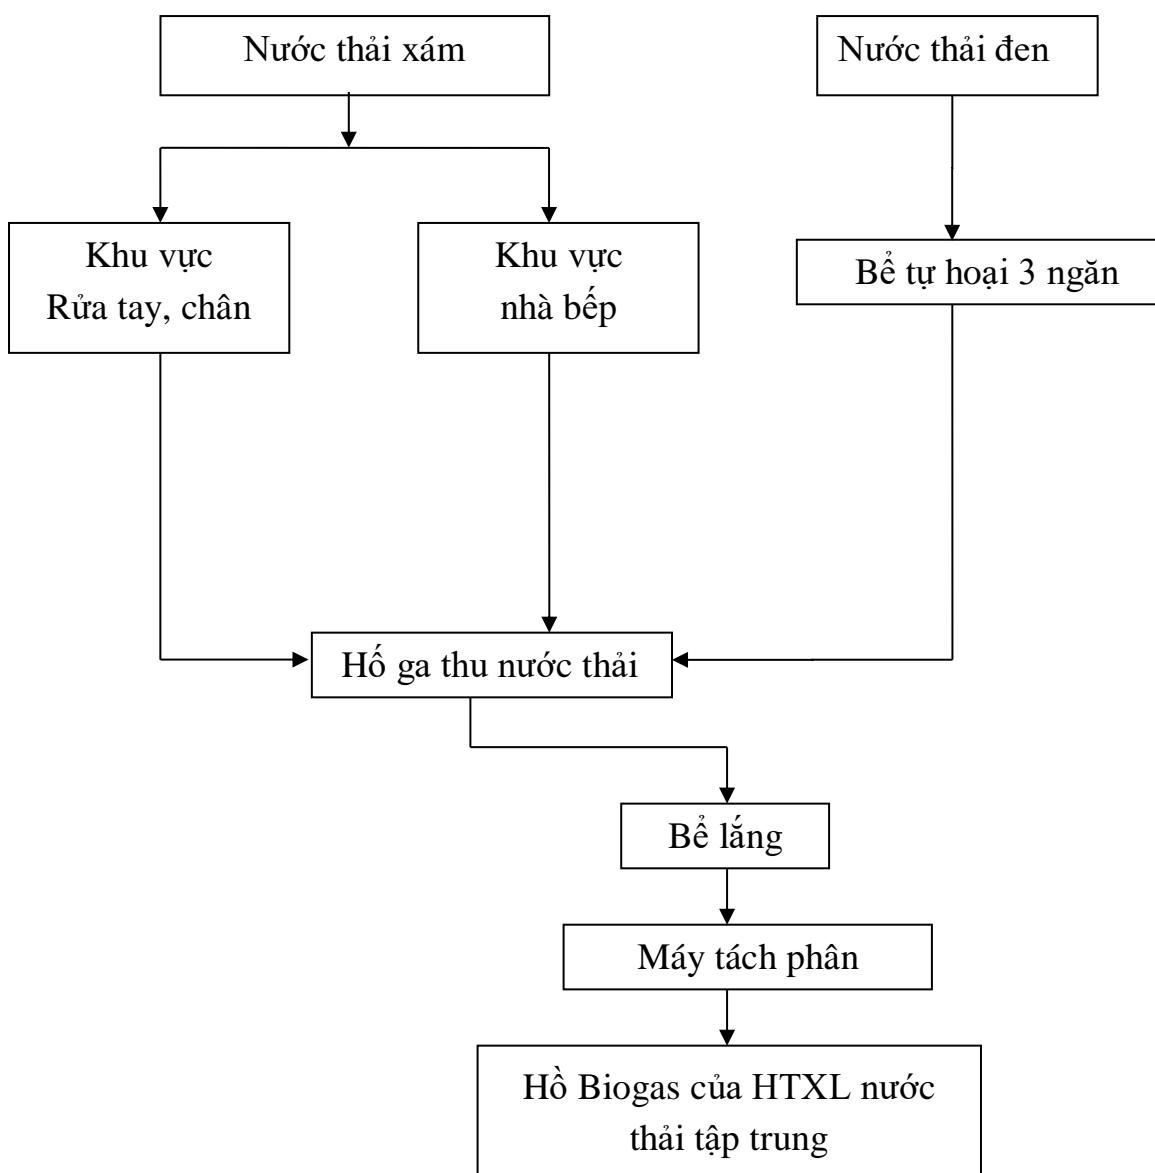 Nước thải xám
Nước thải đen
Khu vực
Rửa tay, chân
Khu vực
nhà bếp
Bể tự hoại 3 ngăn
Hố ga thu nước thải
Bể lắng
Máy tách phân
Hồ Biogas của HTXL nước
thải tập trung